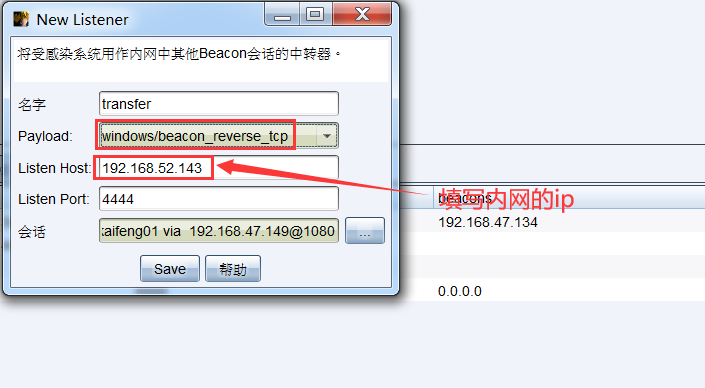 New Listener
将受感染系统用作内网中其他Beacon会话的中转器。
名字 transfer
Payload: windows/beacon_reverse_tcp
Listen Host: 192.168.52.143
Listen Port: 4444
会话 kaifeng01 via 192.168.47.149@1080 ...
Save 帮助
填写内网的ip
beacons
192.168.47.134
0.0.0.0